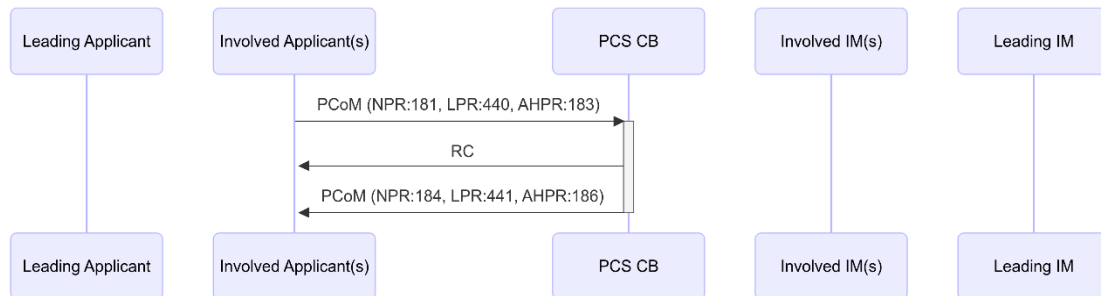 Leading Applicant
Involved Applicant(s)
PCS CB
Involved IM(s)
Leading IM
PCoM (NPR:181, LPR:440, AHPR:183)
RC
PCoM (NPR:184, LPR:441, AHPR:186)
Leading Applicant
Involved Applicant(s)
PCS CB
Involved IM(s)
Leading IM